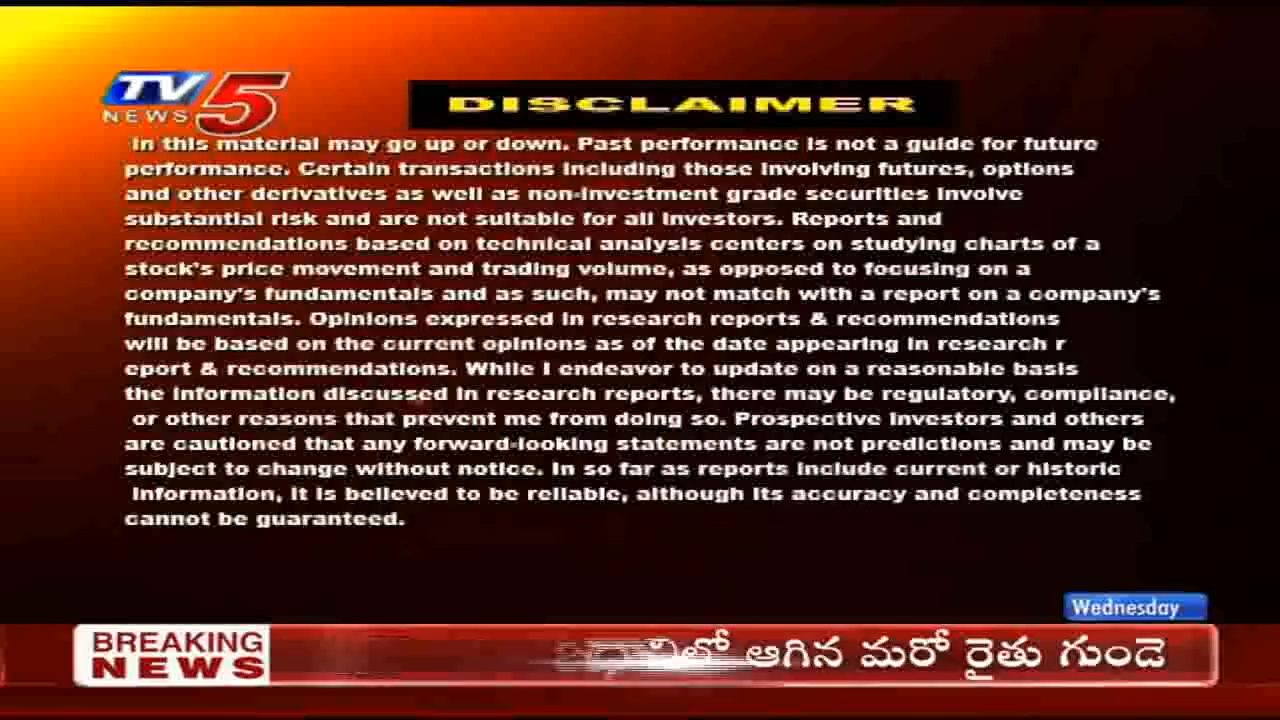 TV5
NEWS
DISCLAIMER
in this material may go up or down. Past performance is not a guide for future
performance. Certain transactions including those involving futures, options
and other derivatives as well as non-investment grade securities involve
substantial risk and are not suitable for all investors. Reports and
recommendations based on technical analysis centers on studying charts of a
stock's price movement and trading volume, as opposed to focusing on a
company's fundamentals and as such, may not match with a report on a company's
fundamentals. Opinions expressed in research reports & recommendations
will be based on the current opinions as of the date appearing in research r
eport & recommendations. While I endeavor to update on a reasonable basis
the information discussed in research reports, there may be regulatory, compliance,
or other reasons that prevent me from doing so. Prospective investors and others
are cautioned that any forward-looking statements are not predictions and may be
subject to change without notice. In so far as reports include current or historic
information, it is believed to be reliable, although its accuracy and completeness
cannot be guaranteed.
Wednesday
BREAKING
NEWS
ఆగిన మరో రైతు గుండె